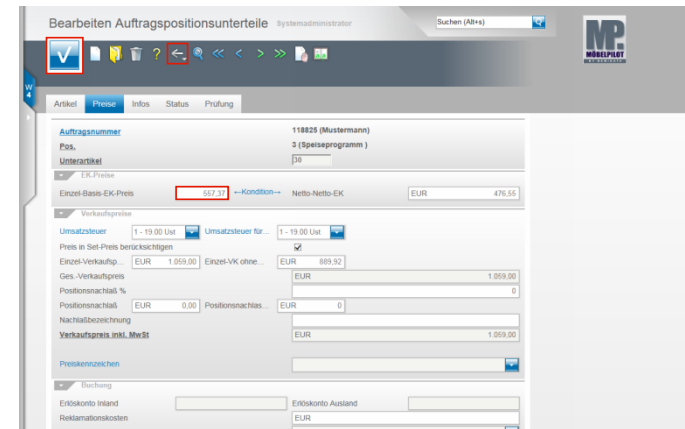 Bearbeiten Auftragspositionsunterteile Systemadministrator Suchen (Alt+s)
MP.
MÖBELPILOT
W
4
Artikel Preise Infos Status Prüfung
Auftragsnummer 118825 (Mustermann)
Pos. 3 (Speiseprogramm )
Unterartikel 30
EK-Preise
Einzel-Basis-EK-Preis 557,37 ←Kondition→ Netto-Netto-EK EUR 476,55
Verkaufspreise
Umsatzsteuer 1 - 19.00 Ust Umsatzsteuer für... 1 - 19.00 Ust
Preis in Set-Preis berücksichtigen
Einzel-Verkaufsp... EUR 1.059,00 Einzel-VK ohne... EUR 889,92
Ges.-Verkaufspreis EUR 1.059,00
Positionsnachlaß % 0
Positionsnachlaß EUR 0,00 Positionsnachlas... EUR 0
Nachlaßbezeichnung
Verkaufspreis inkl. MwSt EUR 1.059,00
Preiskennzeichen
Buchung
Erlöskonto Inland Erlöskonto Ausland
Reklamationskosten EUR